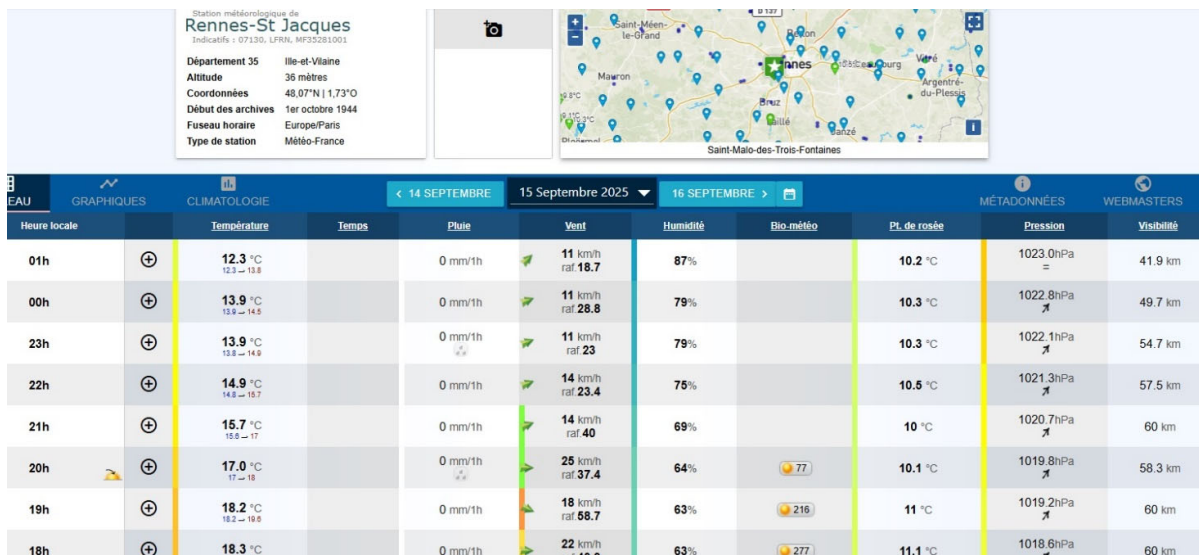 Station météorologique de
Rennes-St Jacques
Indicatifs : 07130, LFRN, MF35281001
Département 35 Ille-et-Vilaine
Altitude 36 mètres
Coordonnées 48,07°N | 1,73°O
Début des archives 1er octobre 1944
Fuseau horaire Europe/Paris
Type de station Météo-France
+
−
D 137
Saint-Méen-
le-Grand
Mauron
Bruz
Janzé
Vitré
Argentré-
du-Plessis
i
Saint-Malo-des-Trois-Fontaines
EAU GRAPHIQUES CLIMATOLOGIE < 14 SEPTEMBRE 15 Septembre 2025 16 SEPTEMBRE > MÉTADONNÉES WEBMASTERS
Heure locale Température Temps Pluie Vent Humidité Bio-météo Pt. de rosée Pression Visibilité
01h 12.3 °C 0 mm/1h 11 km/h 87% 10.2 °C 1023.0hPa 41.9 km
12.3 → 13.8 raf.18.7 =
00h 13.9 °C 0 mm/1h 11 km/h 79% 10.3 °C 1022.8hPa 49.7 km
13.9 → 14.5 raf.28.8
23h 13.9 °C 0 mm/1h 11 km/h 79% 10.3 °C 1022.1hPa 54.7 km
13.8 → 14.9 raf.23
22h 14.9 °C 0 mm/1h 14 km/h 75% 10.5 °C 1021.3hPa 57.5 km
14.8 → 15.7 raf.23.4
21h 15.7 °C 0 mm/1h 14 km/h 69% 10 °C 1020.7hPa 60 km
15.6 → 17 raf.40
20h 17.0 °C 0 mm/1h 25 km/h 64% 77 10.1 °C 1019.8hPa 58.3 km
17 → 18 raf.37.4
19h 18.2 °C 0 mm/1h 18 km/h 63% 216 11 °C 1019.2hPa 60 km
18.2 → 19.6 raf.58.7
18h 18.3 °C 0 mm/1h 22 km/h 63% 277 11.1 °C 1018.6hPa 60 km